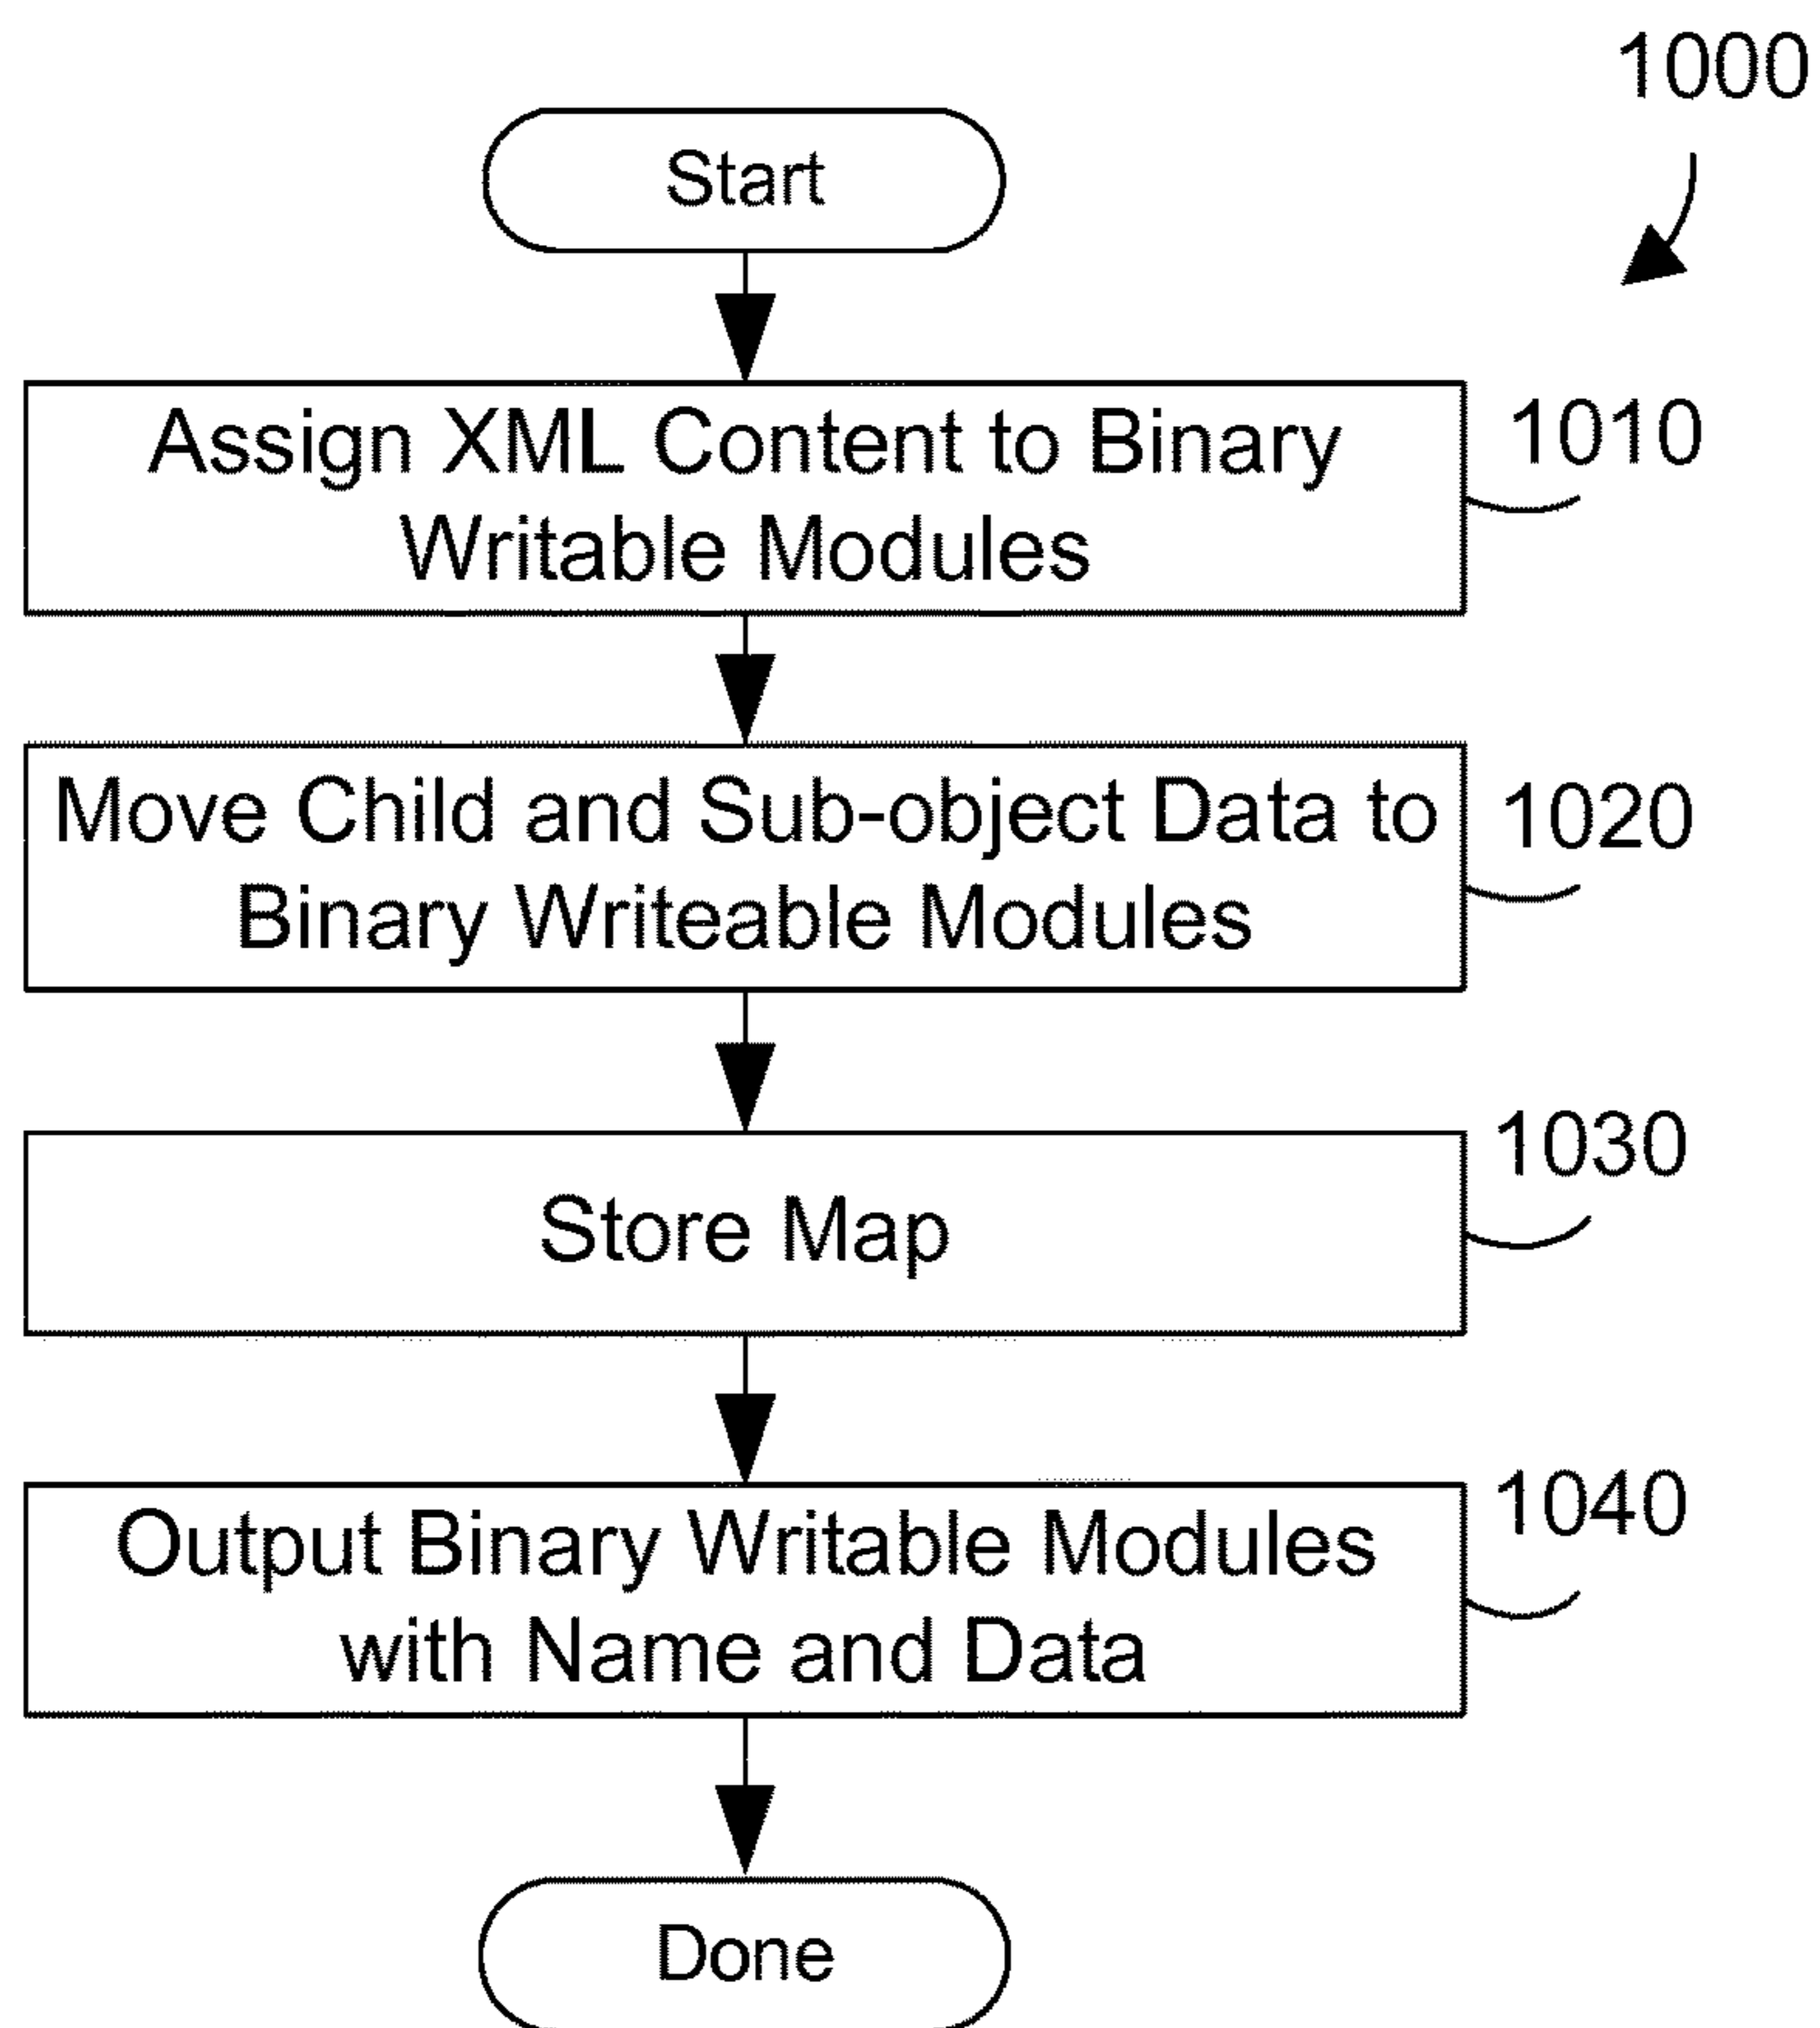 1000
Start
Assign XML Content to Binary
Writable Modules
1010
Move Child and Sub-object Data to
Binary Writeable Modules
1020
Store Map
1030
Output Binary Writable Modules
with Name and Data
1040
Done